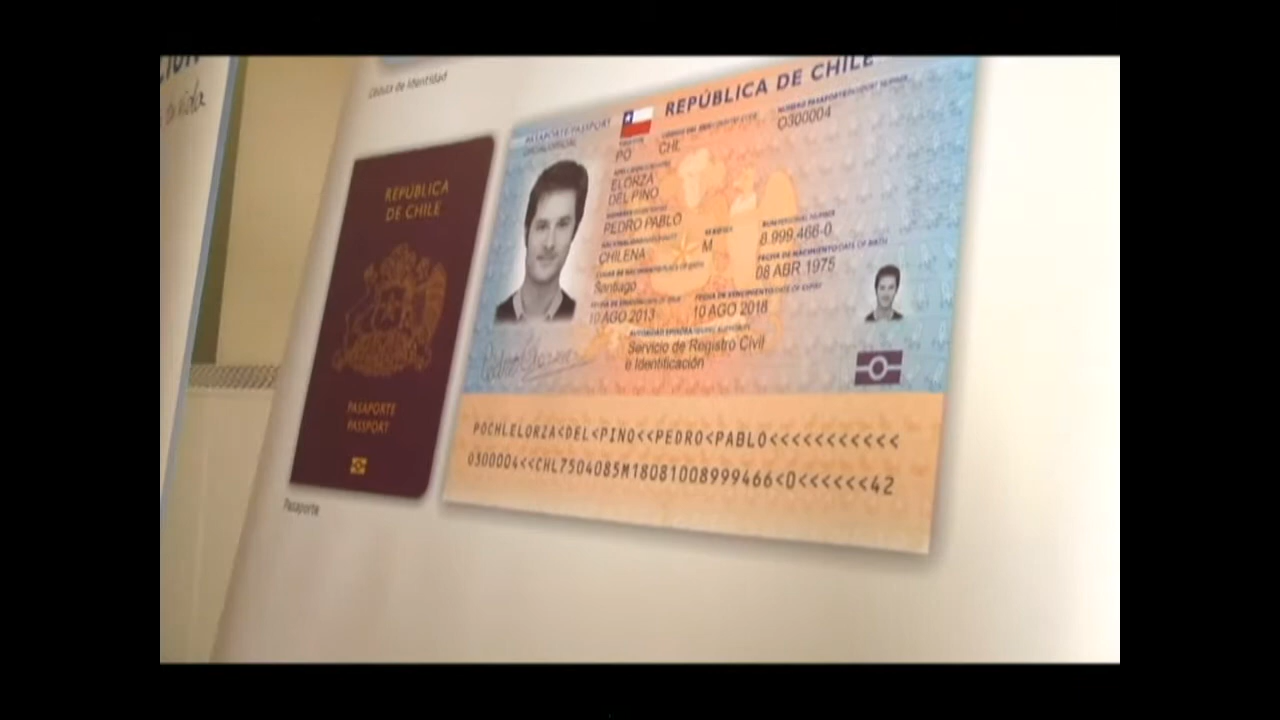 Cédula de Identidad
REPÚBLICA
DE CHILE
PASAPORTE
PASSPORT
Pasaporte
REPÚBLICA DE CHILE
PASAPORTE/PASSPORT
PO
CHL
O300004
ELORZA
DEL PINO
PEDRO PABLO
CHILENA
M
8.999.466-0
Santiago
08 ABR 1975
10 AGO 2013
10 AGO 2018
Servicio de Registro Civil
e Identificación
POCHLELORZA<DEL<PINO<<PEDRO<PABLO<<<<<<<<<<<
O300004<<CHL7504085M18081008999466<0<<<<<<42